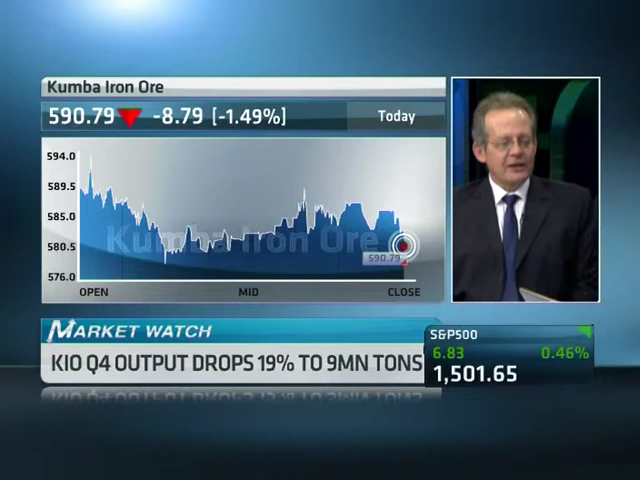 Kumba Iron Ore
590.79 -8.79 [-1.49%] Today
594.0
589.5
585.0
580.5
576.0
Kumba Iron Ore
590.79
OPEN MID CLOSE
MARKET WATCH
KIO Q4 OUTPUT DROPS 19% TO 9MN TONS
S&P500
6.83 0.46%
1,501.65